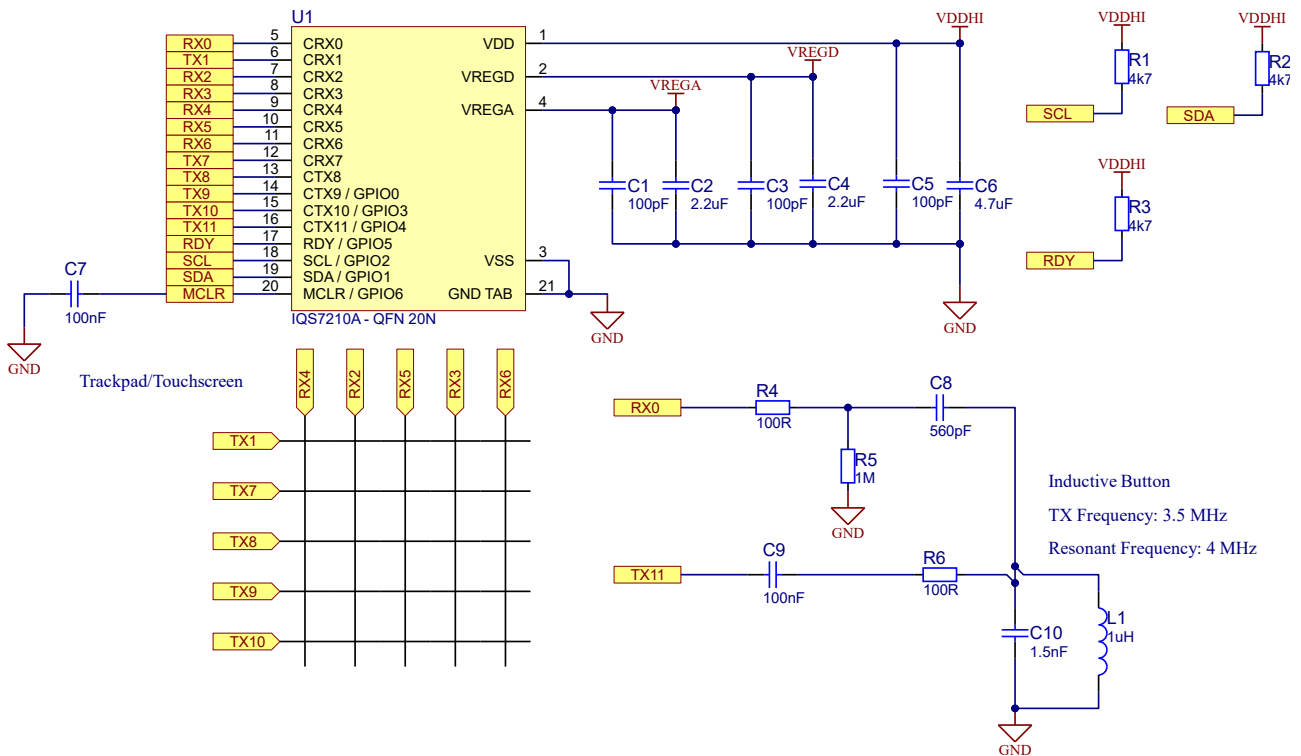 U1
RX0 5 CRX0
TX1 6 CRX1
RX2 7 CRX2
RX3 8 CRX3
RX4 9 CRX4
RX5 10 CRX5
RX6 11 CRX6
TX7 12 CRX7
TX8 13 CTX8
TX9 14 CTX9 / GPIO0
TX10 15 CTX10 / GPIO3
TX11 16 CTX11 / GPIO4
RDY 17 RDY / GPIO5
SCL 18 SCL / GPIO2
SDA 19 SDA / GPIO1
MCLR 20 MCLR / GPIO6
VDD 1
VREGD 2
VREGA 4
VSS 3
GND TAB 21
IQS7210A - QFN 20N
C7
100nF
GND
GND
VREGA
VREGD
VDDHI
C1
100pF
C2
2.2uF
C3
100pF
C4
2.2uF
C5
100pF
C6
4.7uF
GND
VDDHI
R1
4k7
SCL
VDDHI
R2
4k7
SDA
VDDHI
R3
4k7
RDY
Trackpad/Touchscreen
RX4
RX2
RX5
RX3
RX6
TX1
TX7
TX8
TX9
TX10
RX0
R4
100R
C8
560pF
R5
1M
GND
TX11
C9
100nF
R6
100R
C10
1.5nF
L1
1uH
GND
Inductive Button
TX Frequency: 3.5 MHz
Resonant Frequency: 4 MHz